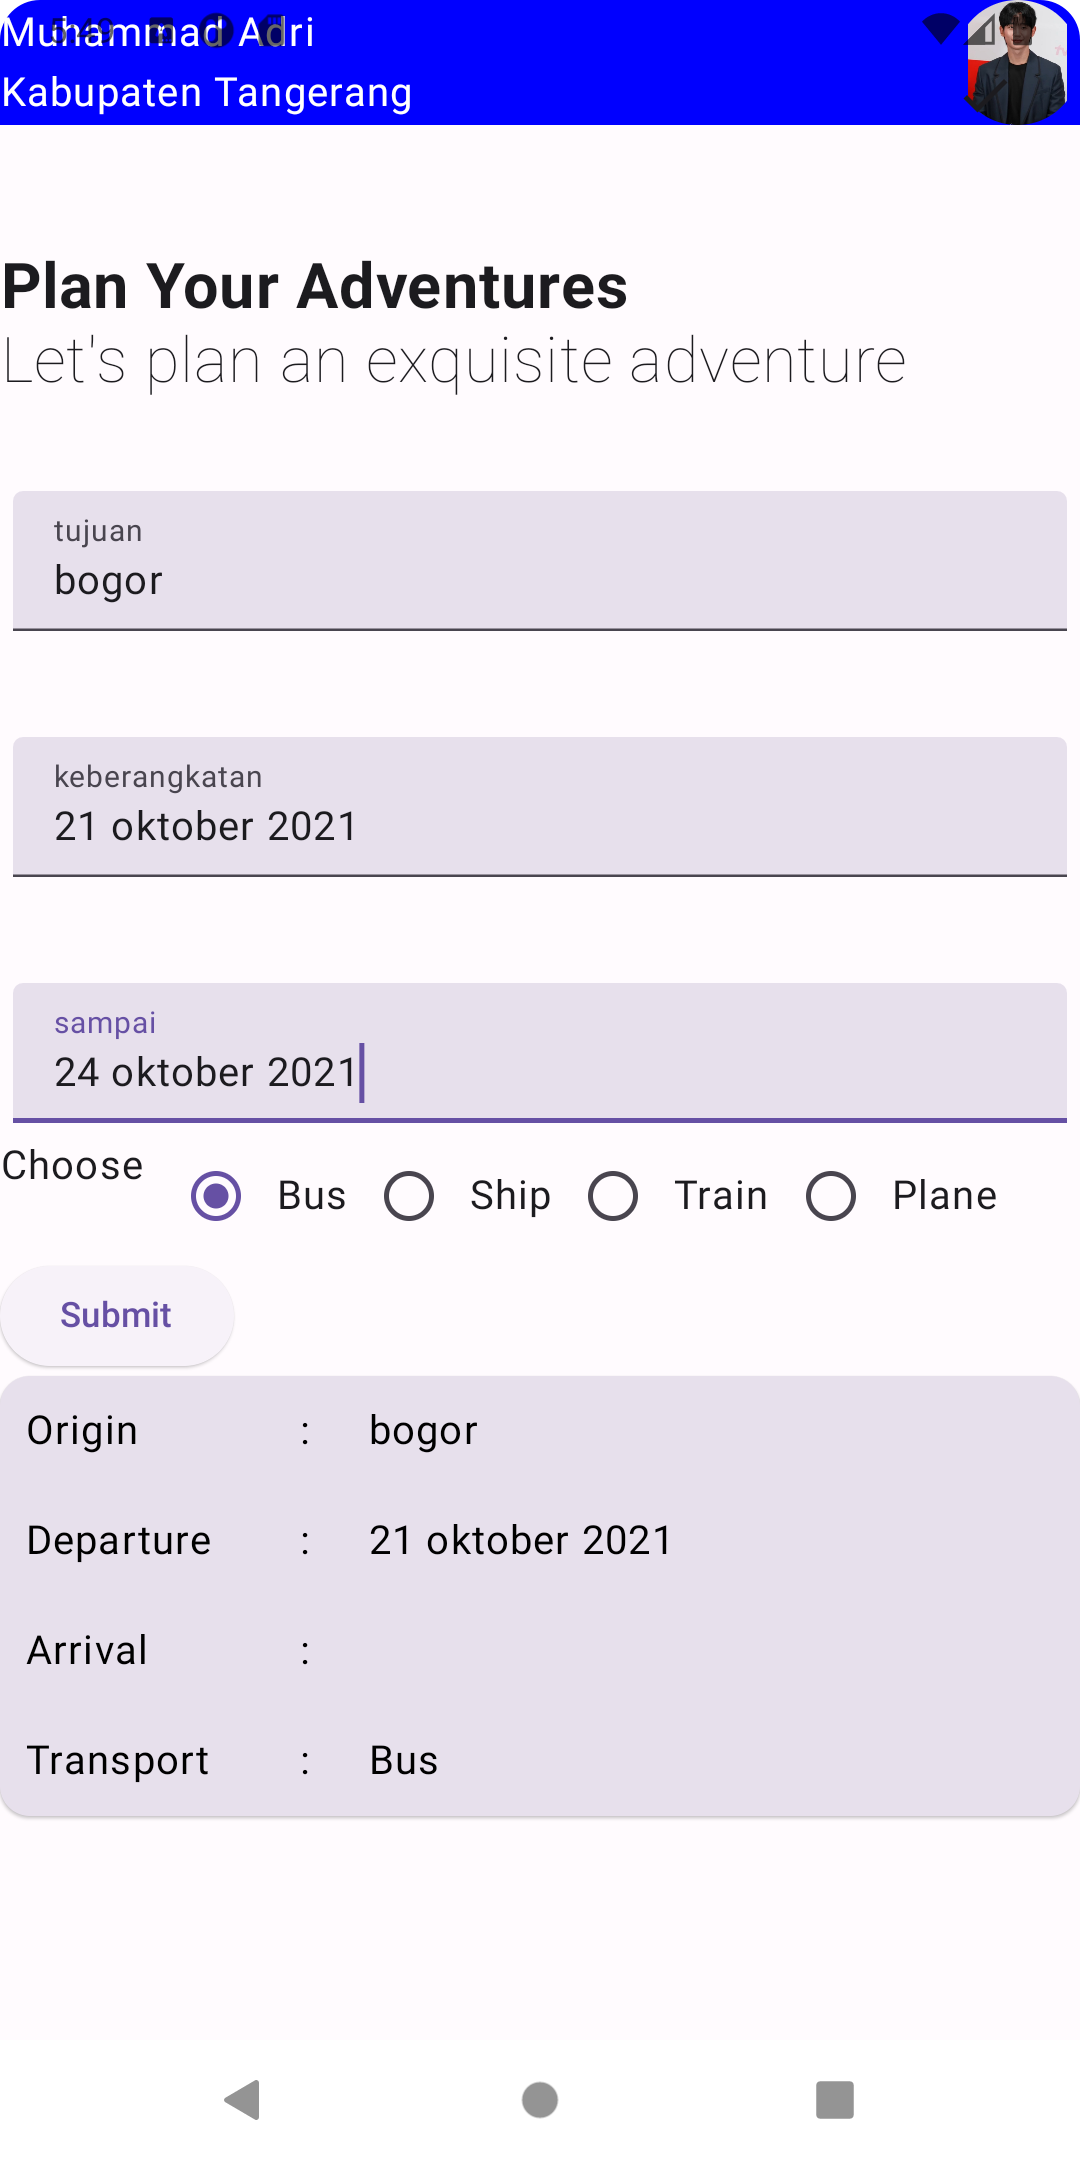 Muhammad Adri
Kabupaten Tangerang
Plan Your Adventures
Let's plan an exquisite adventure
tujuan
bogor
keberangkatan
21 oktober 2021
sampai
24 oktober 2021
Choose Bus Ship Train Plane
Submit
Origin : bogor
Departure : 21 oktober 2021
Arrival :
Transport : Bus